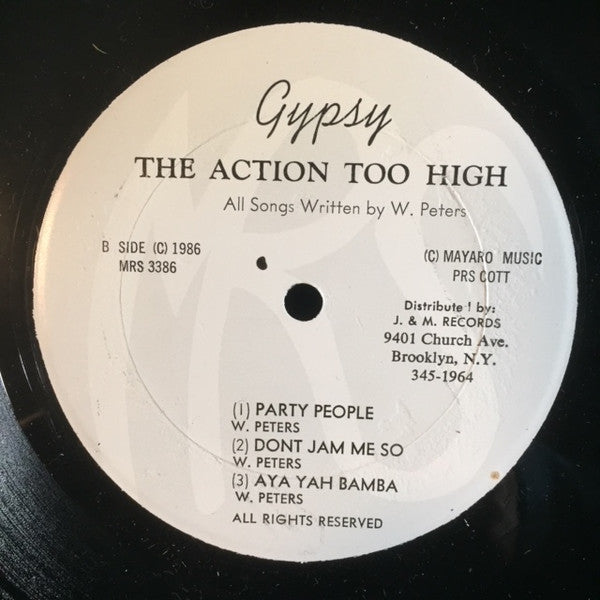 Gypsy
THE ACTION TOO HIGH
All Songs Written by W. Peters
B SIDE (C) 1986
MRS 3386
(C) MAYARO MUSIC
PRS COTT
Distribute ! by:
J. & M. RECORDS
9401 Church Ave.
Brooklyn, N.Y.
345-1964
(1) PARTY PEOPLE
W. PETERS
(2) DONT JAM ME SO
W. PETERS
(3) AYA YAH BAMBA
W. PETERS
ALL RIGHTS RESERVED
MRS